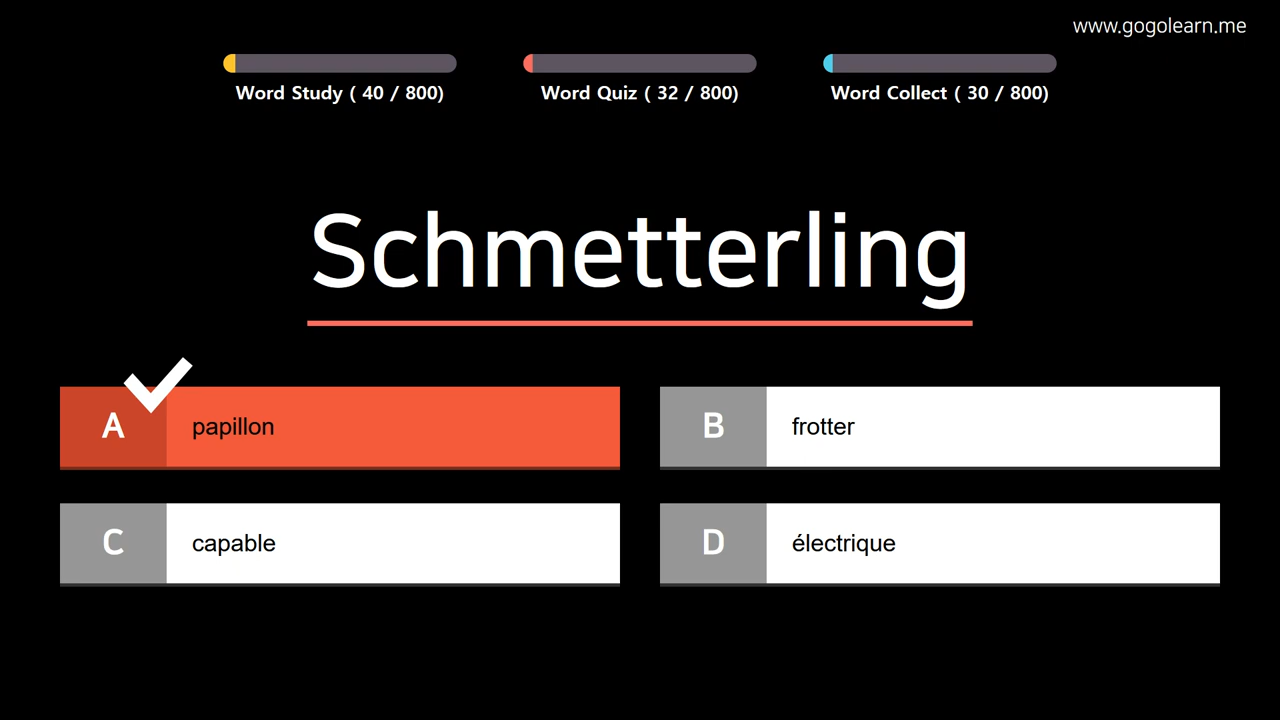 www.gogolearn.me
Word Study ( 40 / 800)
Word Quiz ( 32 / 800)
Word Collect ( 30 / 800)
Schmetterling
A papillon
B frotter
C capable
D électrique